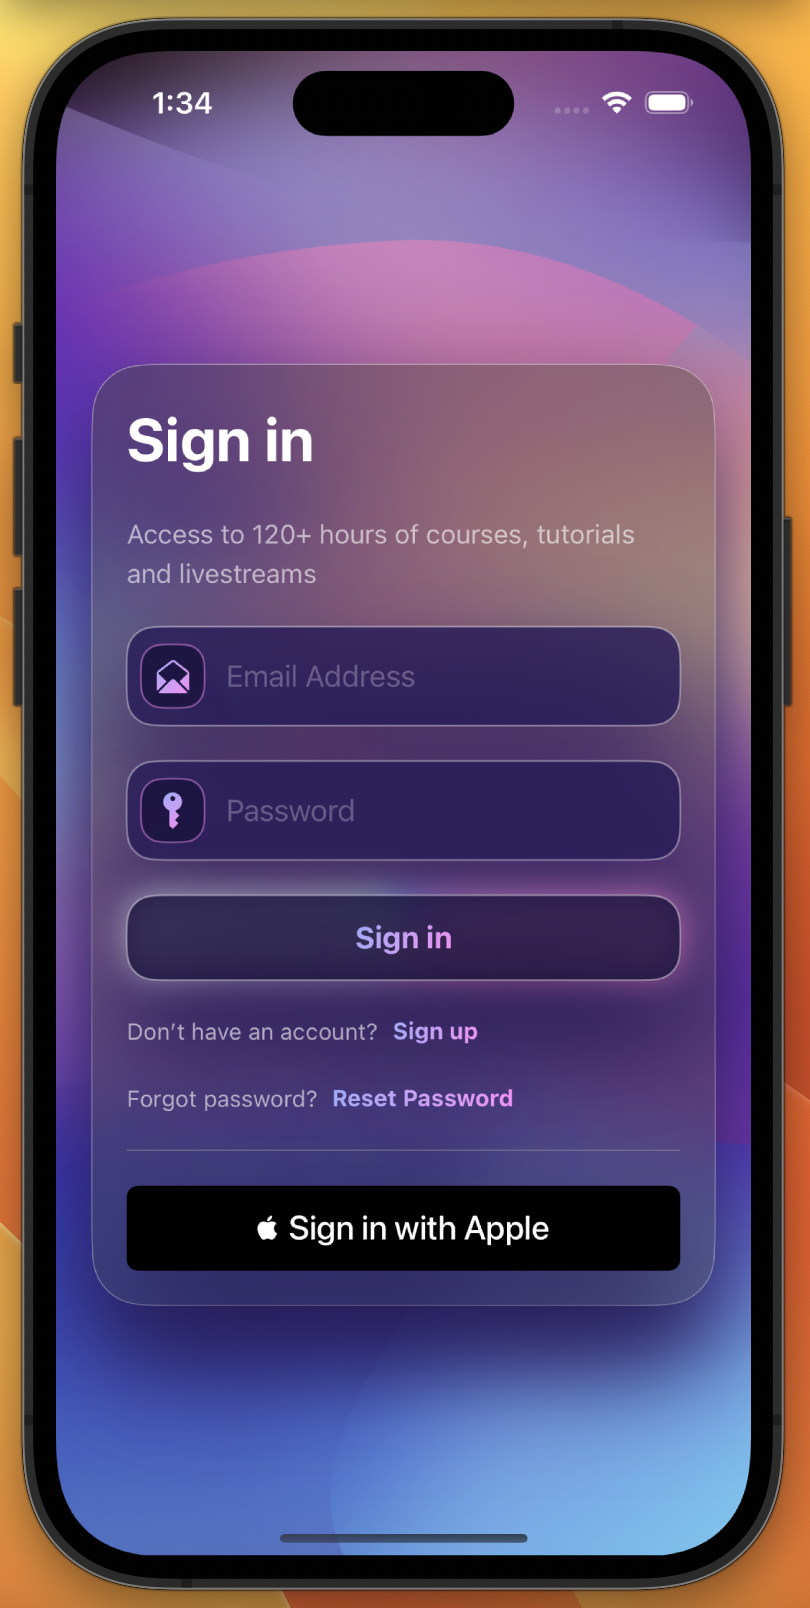 1:34
Sign in
Access to 120+ hours of courses, tutorials
and livestreams
Email Address
Password
Sign in
Don’t have an account? Sign up
Forgot password? Reset Password
Sign in with Apple